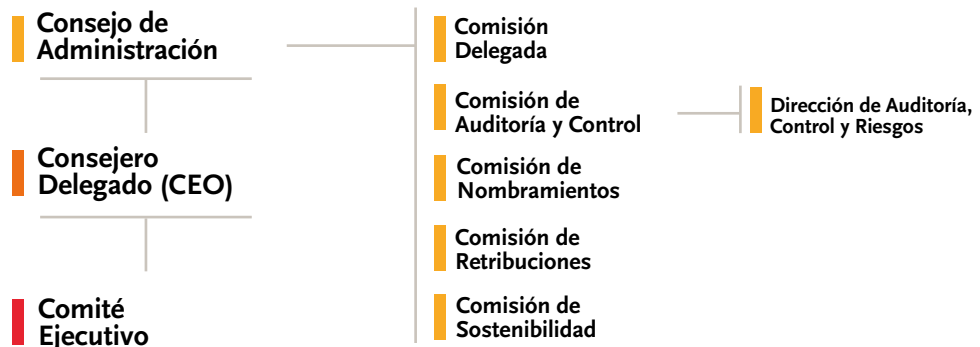 Consejo de
Administración
Comisión
Delegada
Comisión de
Auditoría y Control
Dirección de Auditoría,
Control y Riesgos
Consejero
Delegado (CEO)
Comisión de
Nombramientos
Comisión de
Retribuciones
Comité
Ejecutivo
Comisión de
Sostenibilidad